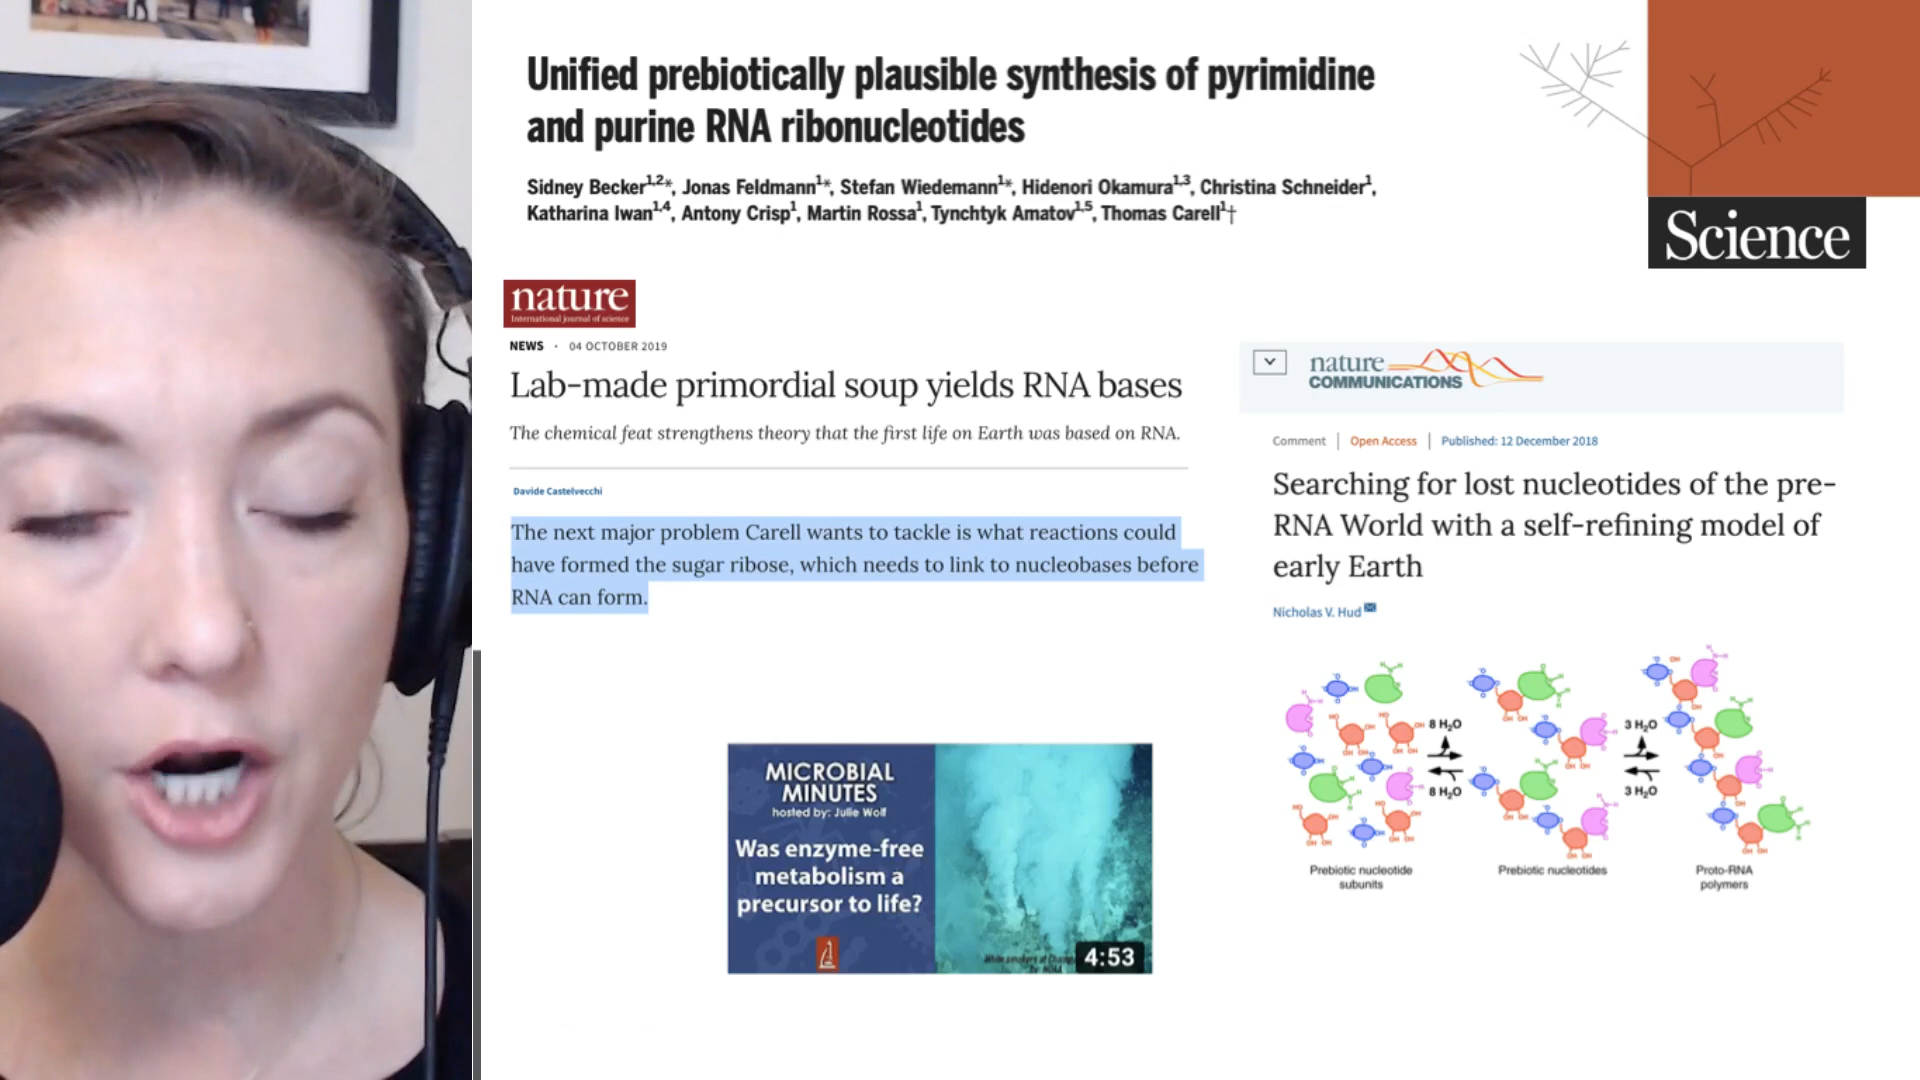 Unified prebiotically plausible synthesis of pyrimidine
and purine RNA ribonucleotides
Sidney Becker1,2*, Jonas Feldmann1*, Stefan Wiedemann1*, Hidenori Okamura1,3, Christina Schneider1,
Katharina Iwan1,4, Antony Crisp1, Martin Rossa1, Tynchtyk Amatov1,5, Thomas Carell1†
Science
nature
International journal of science
NEWS · 04 OCTOBER 2019
Lab-made primordial soup yields RNA bases
The chemical feat strengthens theory that the first life on Earth was based on RNA.
Davide Castelvecchi
The next major problem Carell wants to tackle is what reactions could
have formed the sugar ribose, which needs to link to nucleobases before
RNA can form.
nature
COMMUNICATIONS
Comment | Open Access | Published: 12 December 2018
Searching for lost nucleotides of the pre-
RNA World with a self-refining model of
early Earth
Nicholas V. Hud
8 H2O
3 H2O
8 H2O
3 H2O
Prebiotic nucleotide
subunits
Prebiotic nucleotides
Proto-RNA
polymers
MICROBIAL
MINUTES
hosted by: Julie Wolf
Was enzyme-free
metabolism a
precursor to life?
4:53